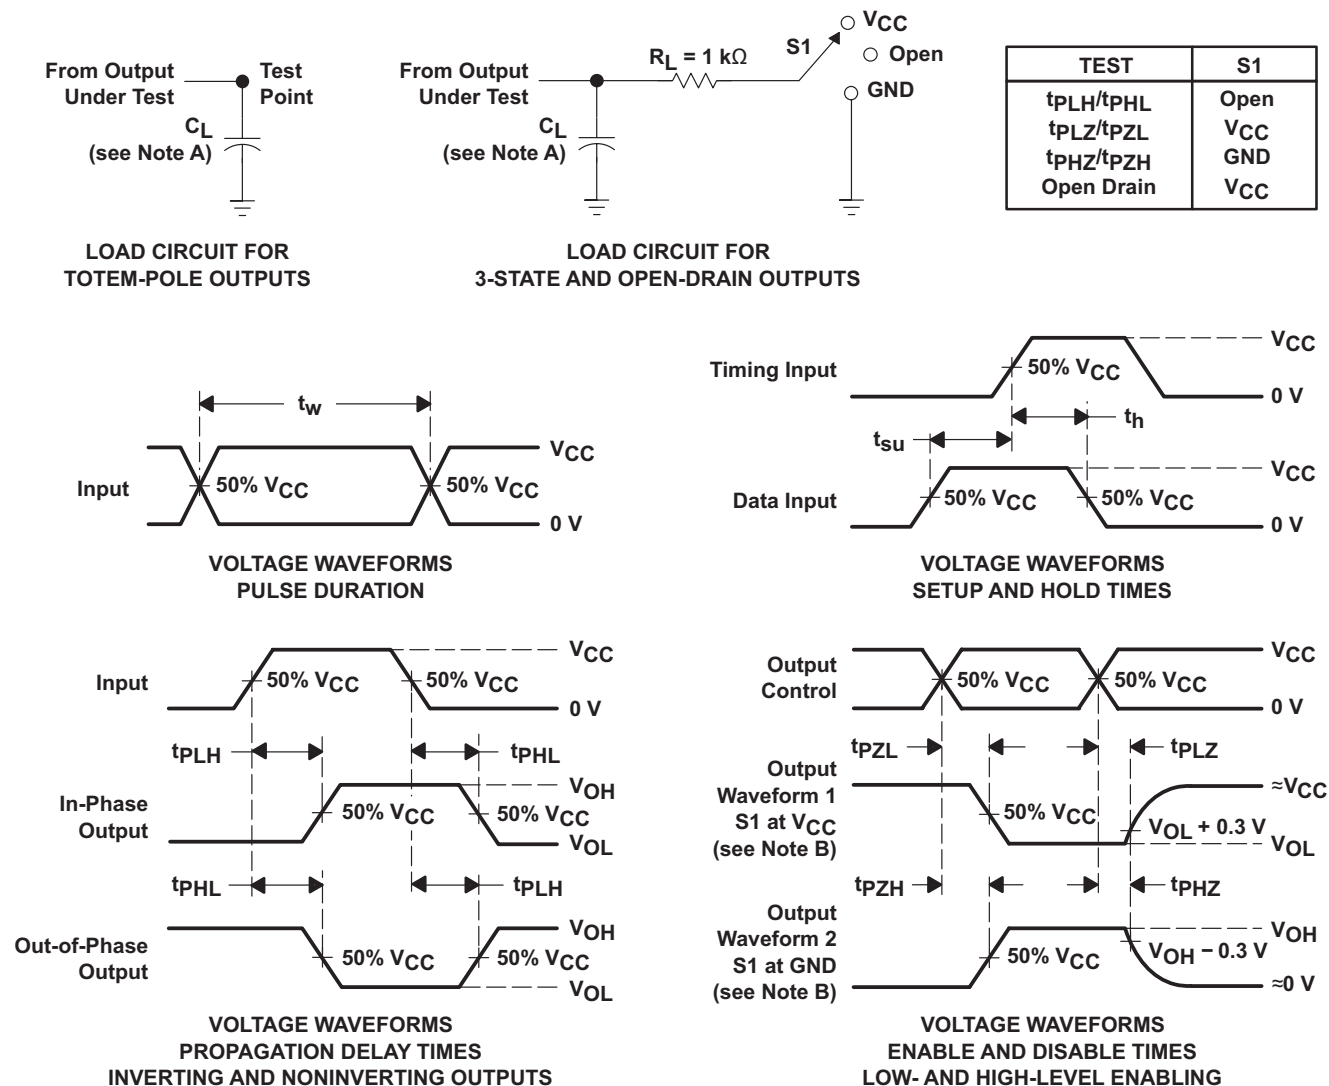 From Output
Under Test
Test
Point
CL
(see Note A)
LOAD CIRCUIT FOR
TOTEM-POLE OUTPUTS
From Output
Under Test
RL = 1 kΩ
S1
VCC
Open
GND
CL
(see Note A)
LOAD CIRCUIT FOR
3-STATE AND OPEN-DRAIN OUTPUTS
TEST S1
tPLH/tPHL Open
tPLZ/tPZL VCC
tPHZ/tPZH GND
Open Drain VCC
tw
Input
50% VCC
50% VCC
VCC
0 V
VOLTAGE WAVEFORMS
PULSE DURATION
Timing Input
50% VCC
VCC
0 V
tsu
th
Data Input
50% VCC
50% VCC
VCC
0 V
VOLTAGE WAVEFORMS
SETUP AND HOLD TIMES
Input
50% VCC
50% VCC
VCC
0 V
tPLH
tPHL
In-Phase
Output
50% VCC
50% VCC
VOH
VOL
tPHL
tPLH
Out-of-Phase
Output
50% VCC
50% VCC
VOH
VOL
VOLTAGE WAVEFORMS
PROPAGATION DELAY TIMES
INVERTING AND NONINVERTING OUTPUTS
Output
Control
50% VCC
50% VCC
VCC
0 V
tPZL
tPLZ
Output
Waveform 1
S1 at VCC
(see Note B)
50% VCC
VOL + 0.3 V
≈VCC
VOL
tPZH
tPHZ
Output
Waveform 2
S1 at GND
(see Note B)
50% VCC
VOH − 0.3 V
VOH
≈0 V
VOLTAGE WAVEFORMS
ENABLE AND DISABLE TIMES
LOW- AND HIGH-LEVEL ENABLING